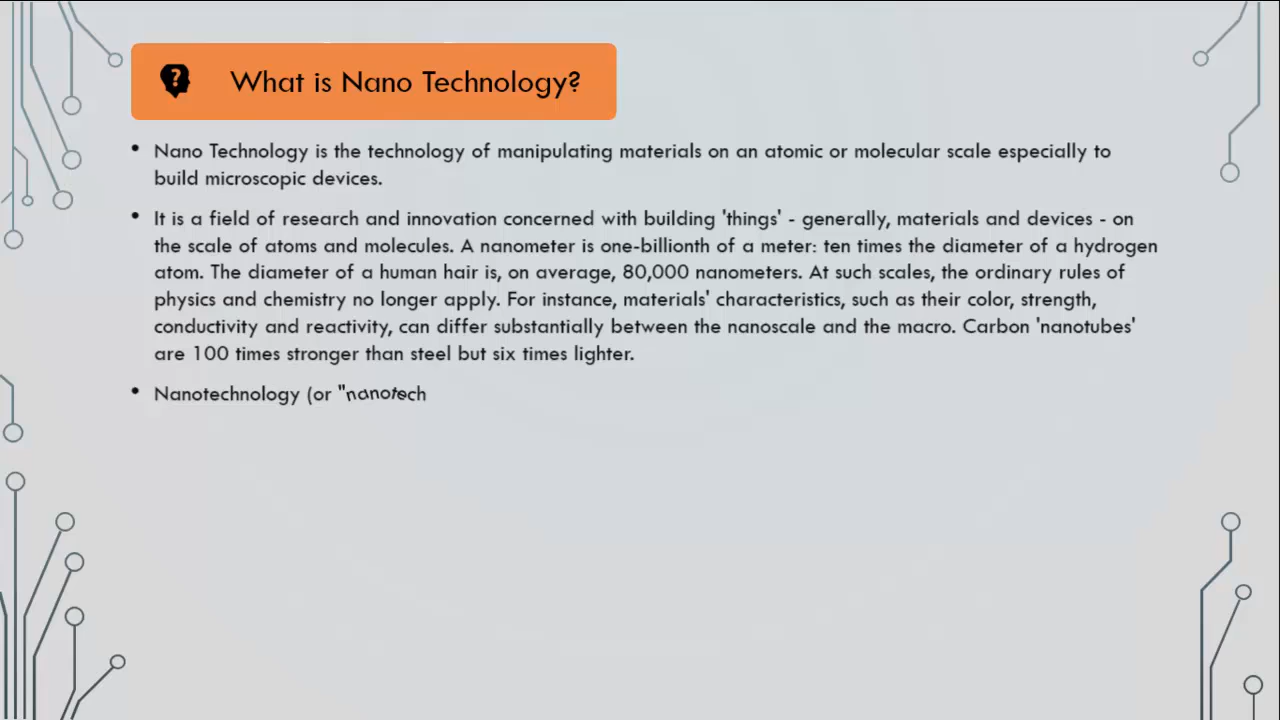 What is Nano Technology?
• Nano Technology is the technology of manipulating materials on an atomic or molecular scale especially to
build microscopic devices.
• It is a field of research and innovation concerned with building 'things' - generally, materials and devices - on
the scale of atoms and molecules. A nanometer is one-billionth of a meter: ten times the diameter of a hydrogen
atom. The diameter of a human hair is, on average, 80,000 nanometers. At such scales, the ordinary rules of
physics and chemistry no longer apply. For instance, materials' characteristics, such as their color, strength,
conductivity and reactivity, can differ substantially between the nanoscale and the macro. Carbon 'nanotubes'
are 100 times stronger than steel but six times lighter.
• Nanotechnology (or "nanotech